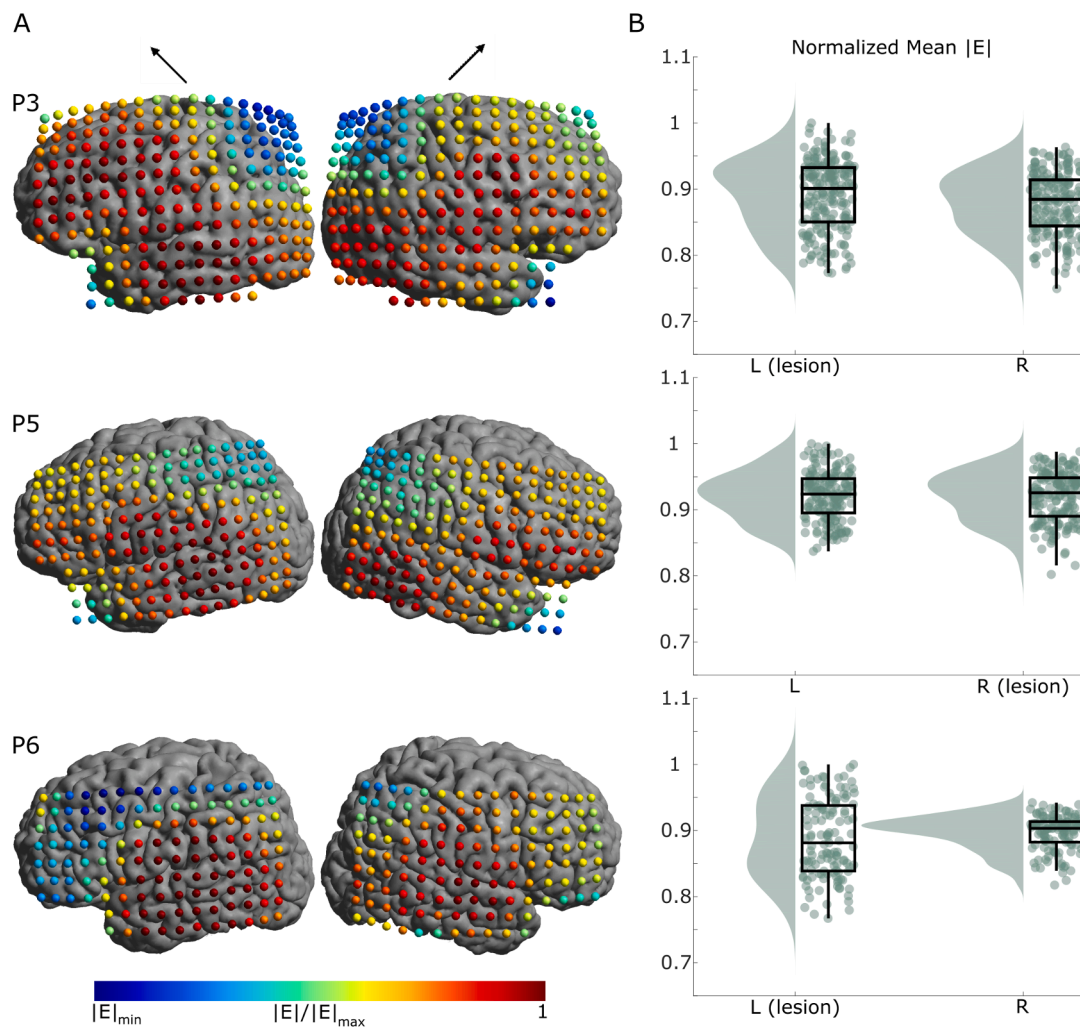 A
B
Normalized Mean |E|
P3
1.1
1
0.9
0.8
0.7
L (lesion) R
P5
1.1
1
0.9
0.8
0.7
L R (lesion)
P6
1.1
1
0.9
0.8
0.7
L (lesion) R
|E|min |E|/|E|max 1